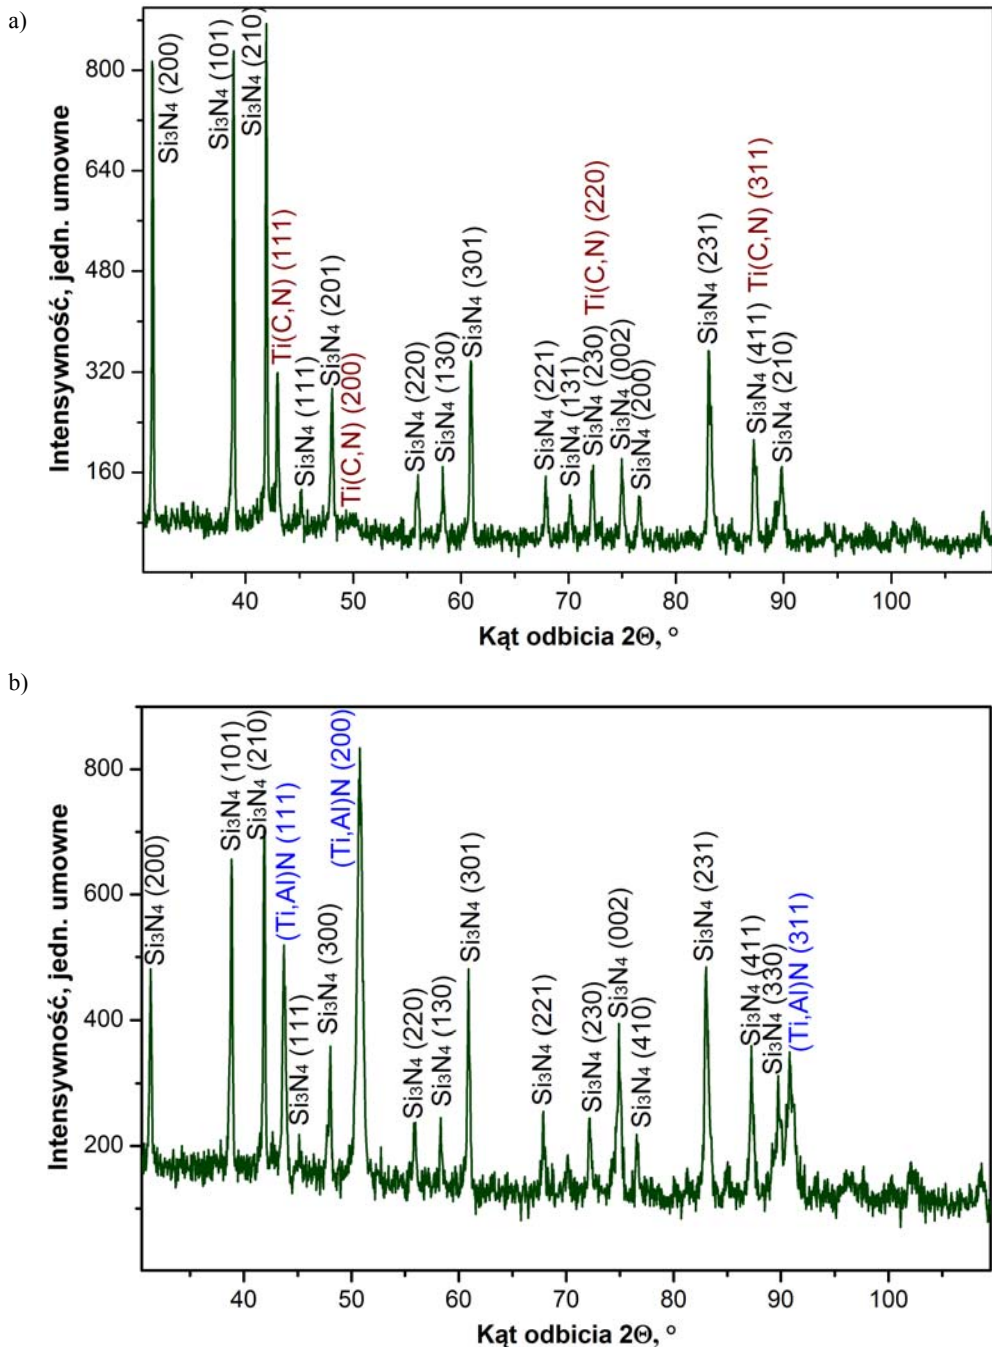 a)
Intensywność, jedn. umowne
800
640
480
320
160
Si₃N₄ (200)
Si₃N₄ (101)
Si₃N₄ (210)
Ti(C,N) (111)
Si₃N₄ (111)
Si₃N₄ (201)
Ti(C,N) (200)
Si₃N₄ (220)
Si₃N₄ (130)
Si₃N₄ (301)
Si₃N₄ (221)
Si₃N₄ (131)
Si₃N₄ (230)
Ti(C,N) (220)
Si₃N₄ (002)
Si₃N₄ (200)
Si₃N₄ (231)
Si₃N₄ (411)
Ti(C,N) (311)
Si₃N₄ (210)
40 50 60 70 80 90 100
Kąt odbicia 2Θ, °
b)
Intensywność, jedn. umowne
800
600
400
200
Si₃N₄ (200)
Si₃N₄ (101)
Si₃N₄ (210)
(Ti,Al)N (111)
Si₃N₄ (111)
Si₃N₄ (300)
(Ti,Al)N (200)
Si₃N₄ (220)
Si₃N₄ (130)
Si₃N₄ (301)
Si₃N₄ (221)
Si₃N₄ (230)
Si₃N₄ (002)
Si₃N₄ (410)
Si₃N₄ (231)
Si₃N₄ (411)
Si₃N₄ (330)
(Ti,Al)N (311)
40 50 60 70 80 90 100
Kąt odbicia 2Θ, °